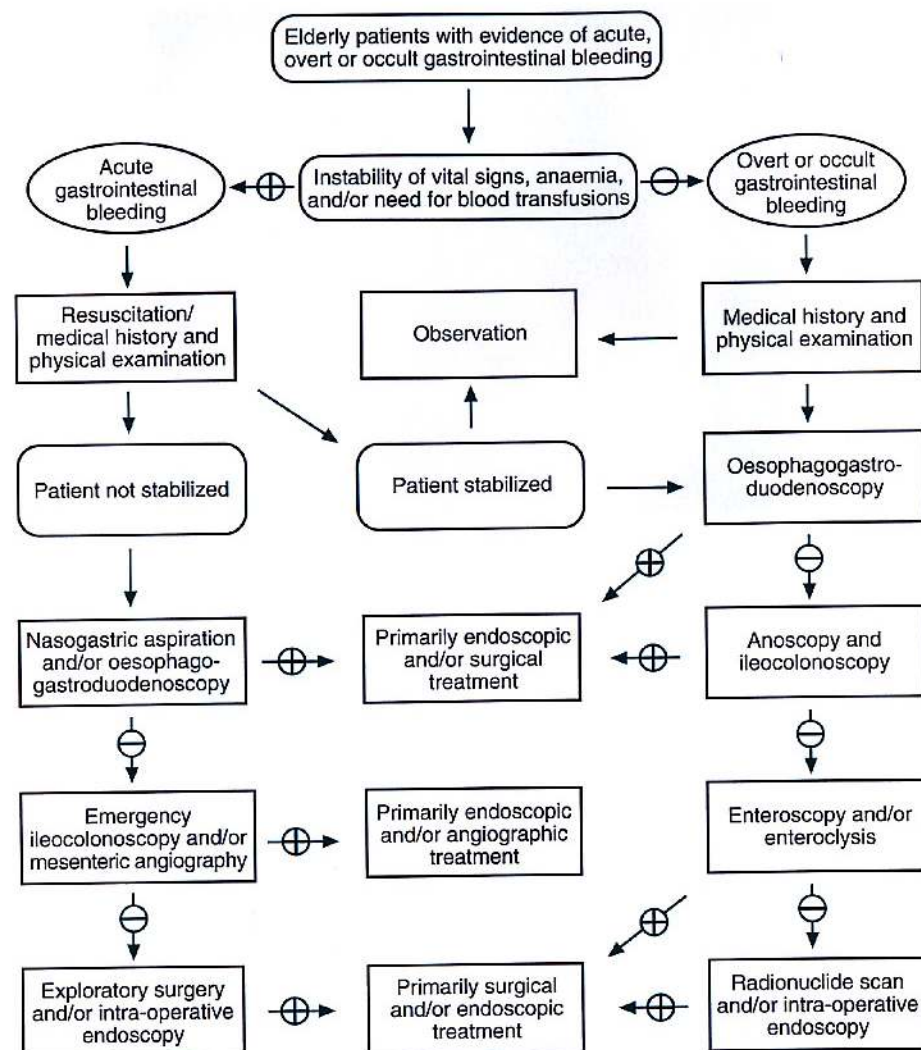 Elderly patients with evidence of acute,
overt or occult gastrointestinal bleeding
Acute
gastrointestinal
bleeding
Instability of vital signs, anaemia,
and/or need for blood transfusions
Overt or occult
gastrointestinal
bleeding
Resuscitation/
medical history and
physical examination
Observation
Medical history and
physical examination
Patient not stabilized
Patient stabilized
Oesophagogastro-
duodenoscopy
Nasogastric aspiration
and/or oesophago-
gastroduodenoscopy
Primarily endoscopic
and/or surgical
treatment
Anoscopy and
ileocolonoscopy
Emergency
ileocolonoscopy and/or
mesenteric angiography
Primarily endoscopic
and/or angiographic
treatment
Enteroscopy and/or
enteroclysis
Exploratory surgery
and/or intra-operative
endoscopy
Primarily surgical
and/or endoscopic
treatment
Radionuclide scan
and/or intra-operative
endoscopy